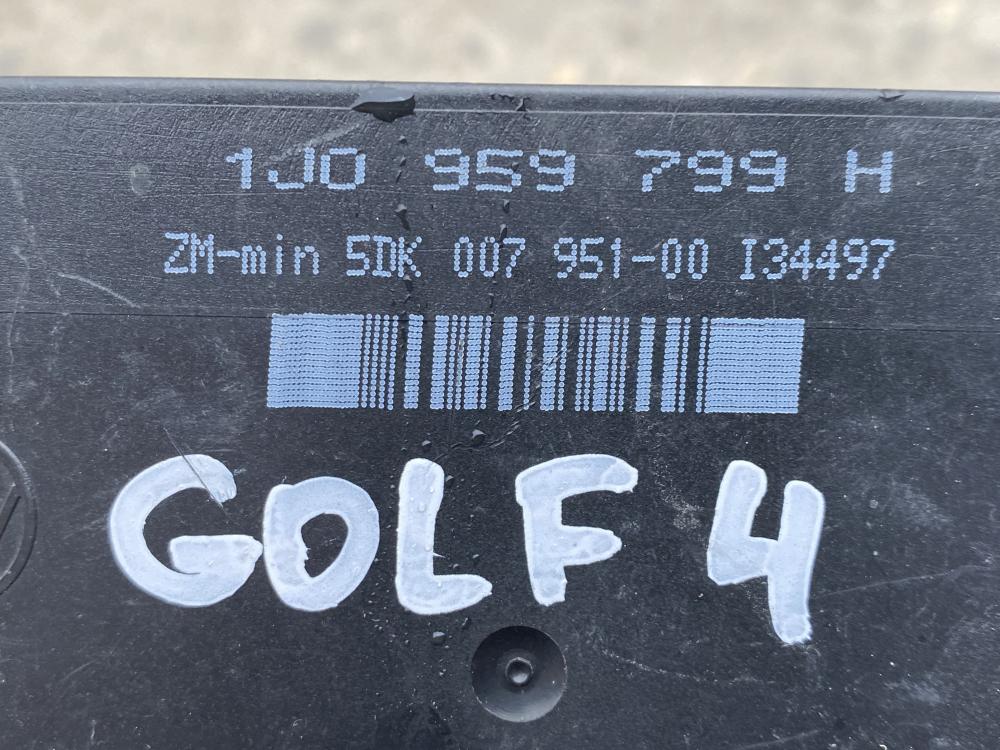 1J0 959 799 H
ZM-min 5DK 007 951-00 I34497
GOLF 4